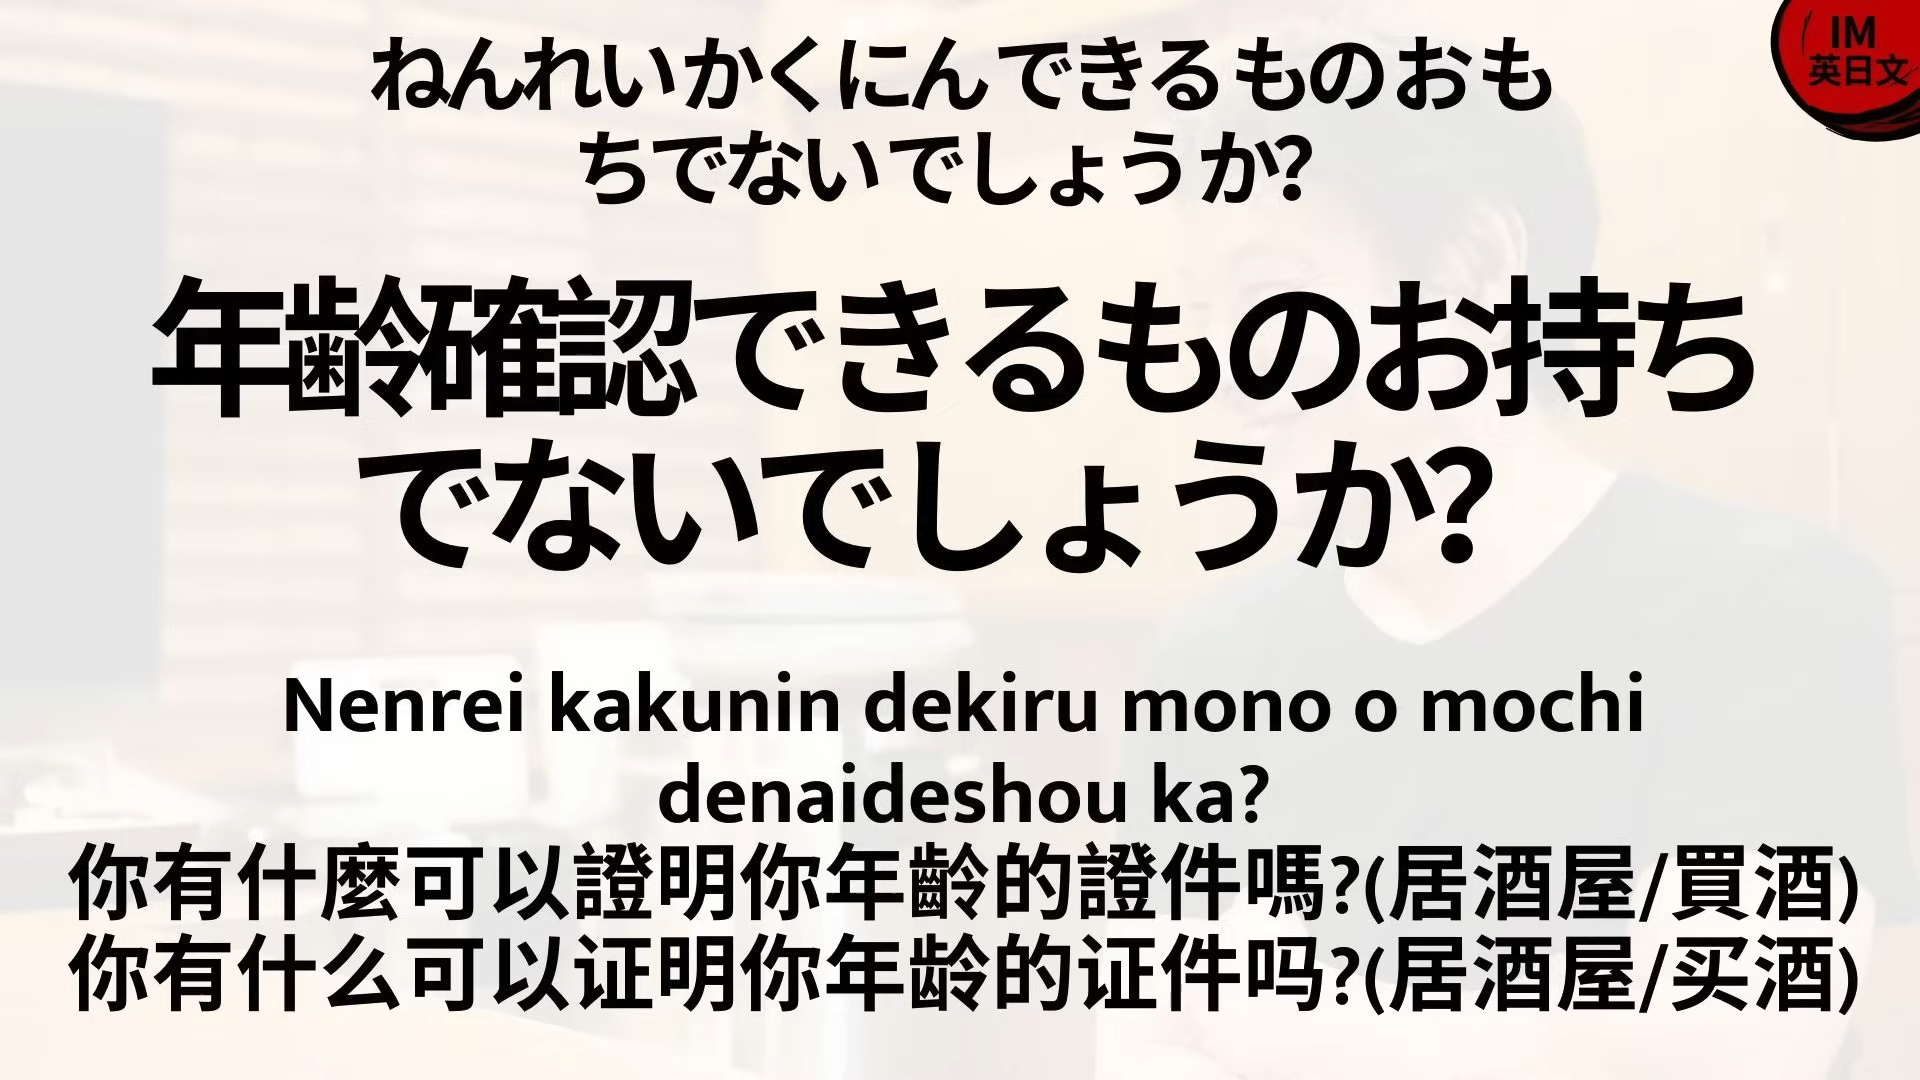 IM
英日文
ねんれいかくにんできるものおも
ちでないでしょうか?
年齢確認できるものお持ち
でないでしょうか?
Nenrei kakunin dekiru mono o mochi
denaideshou ka?
你有什麼可以證明你年齡的證件嗎?(居酒屋/買酒)
你有什么可以证明你年龄的证件吗?(居酒屋/买酒)